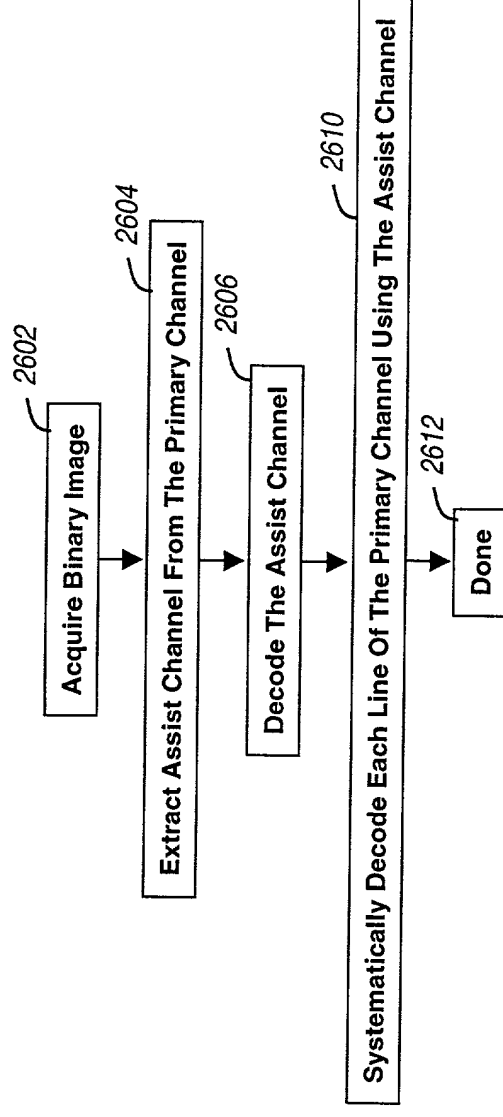 2602
Acquire Binary Image
2604
Extract Assist Channel From The Primary Channel
2606
Decode The Assist Channel
2610
Systematically Decode Each Line Of The Primary Channel Using The Assist Channel
2612
Done